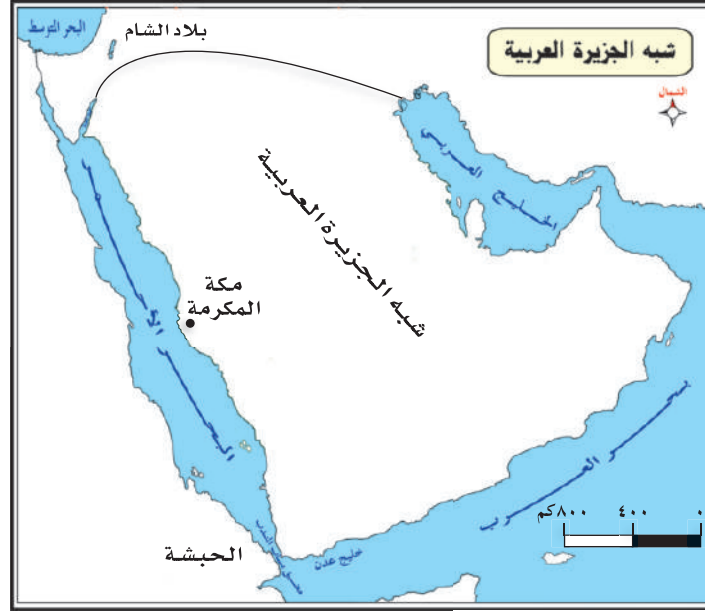 شبه الجزيرة العربية
الشمال
البحر المتوسط
بلاد الشام
الخليج العربي
شبه الجزيرة العربية
مكة
المكرمة
البحر الأحمر
بحر العرب
خليج عدن
الحبشة
٨٠٠كم ٤٠٠ ٠